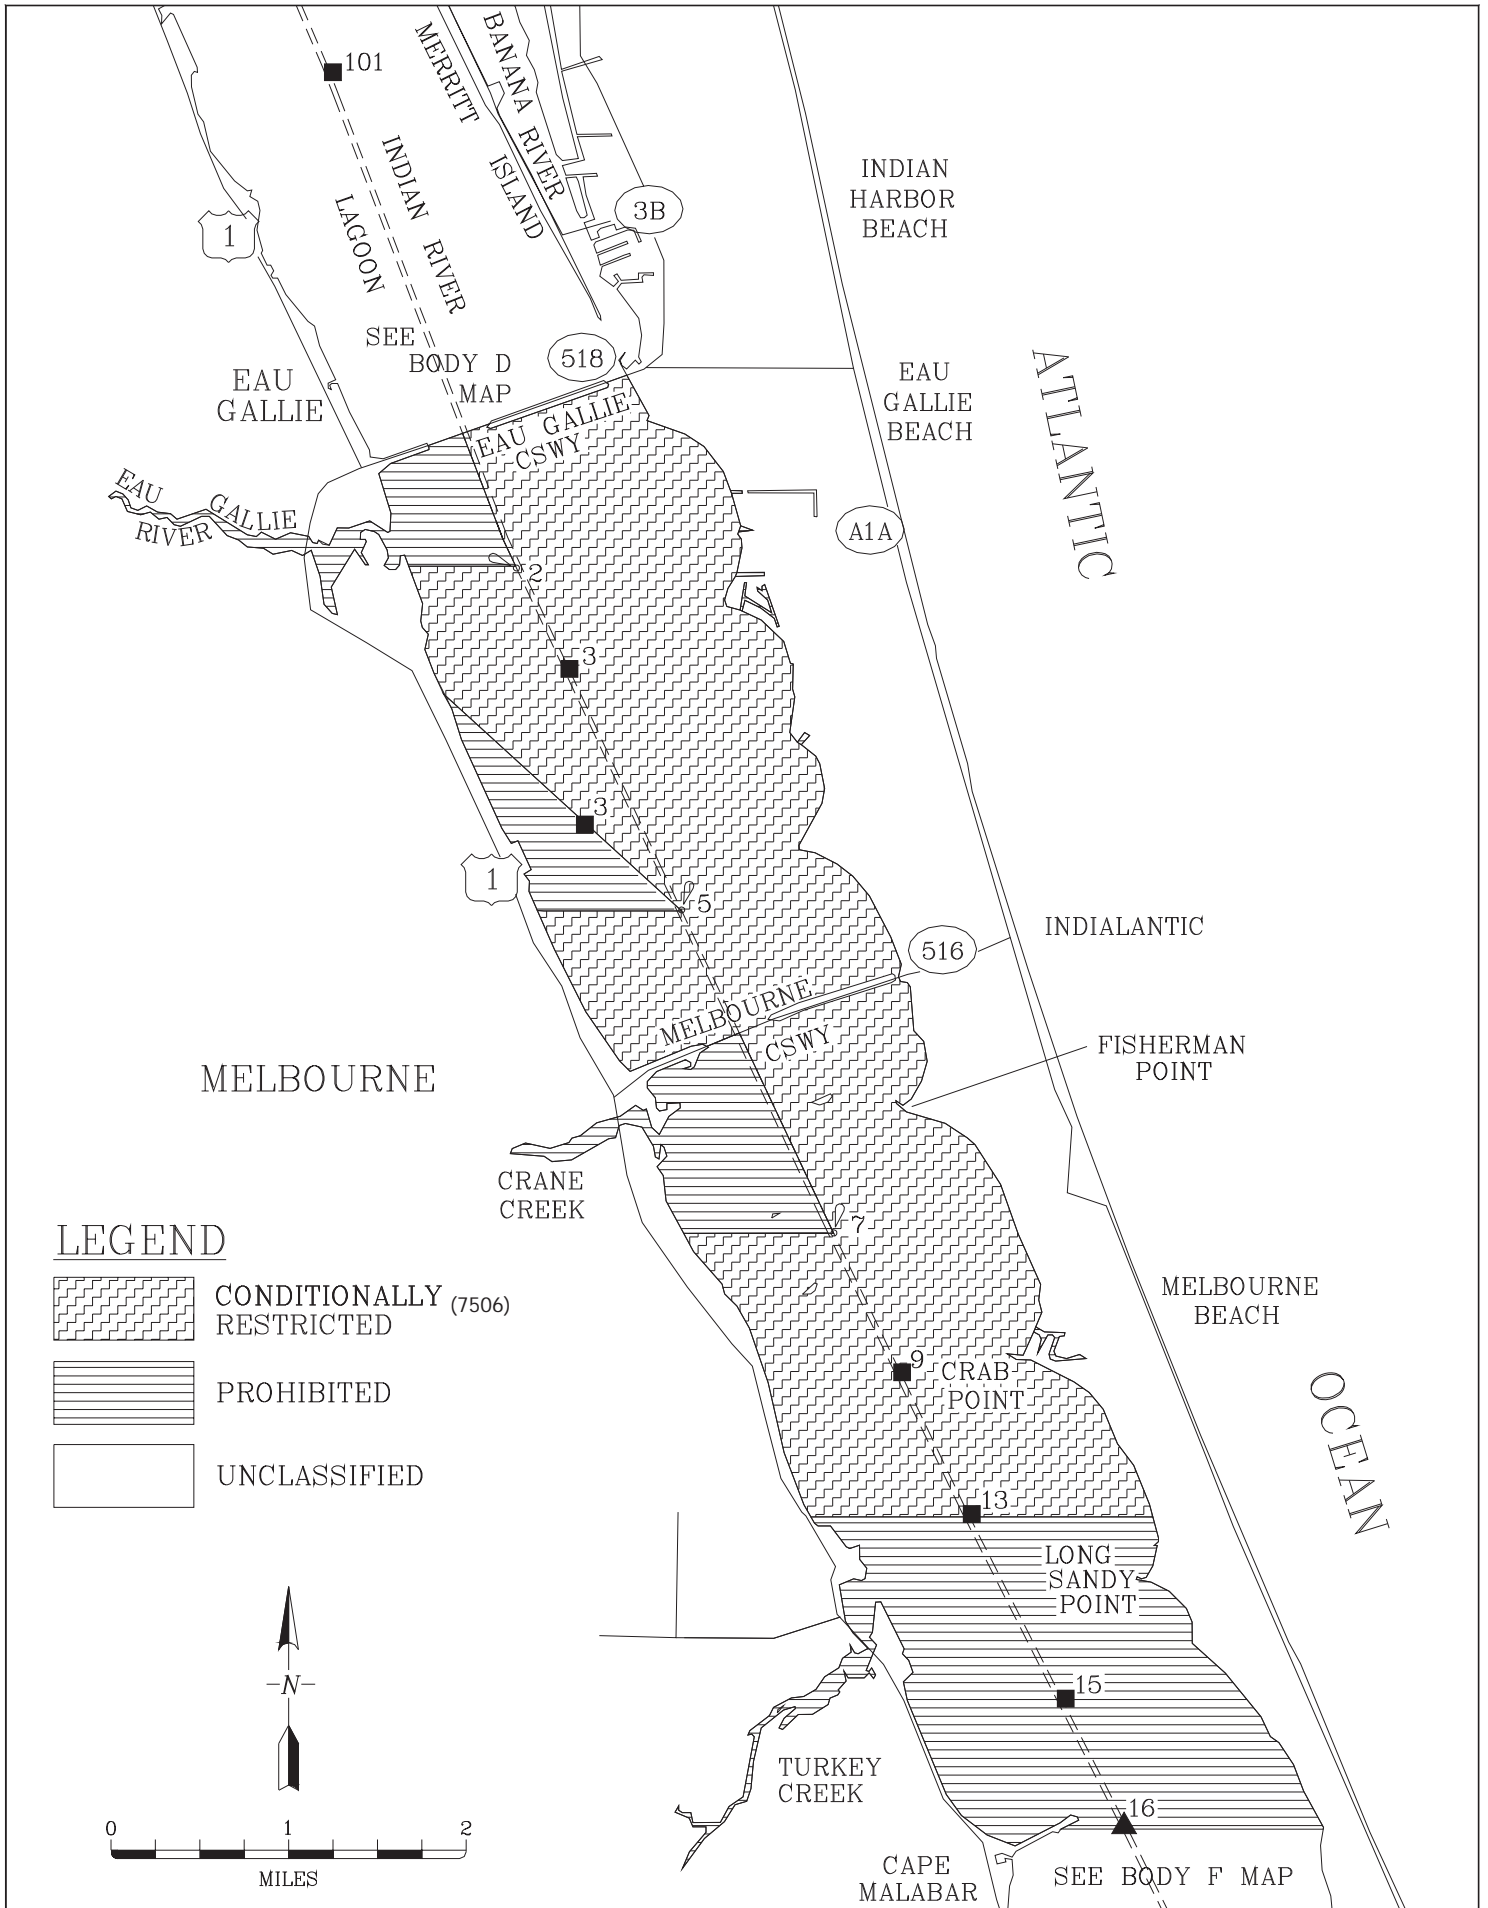 101
BANANA RIVER
MERRITT
ISLAND
INDIAN RIVER
LAGOON
INDIAN
HARBOR
BEACH
3B
1
SEE
BODY D
MAP
518
EAU
GALLIE
EAU
GALLIE
BEACH
ATLANTIC
EAU GALLIE
CSWY
EAU GALLIE
RIVER
A1A
2
3
3
1
5
516
INDIALANTIC
MELBOURNE
CSWY
FISHERMAN
POINT
MELBOURNE
CRANE
CREEK
7
LEGEND
CONDITIONALLY (7506)
RESTRICTED
PROHIBITED
UNCLASSIFIED
MELBOURNE
BEACH
9
CRAB
POINT
OCEAN
13
LONG
SANDY
POINT
15
N
TURKEY
CREEK
16
0 1 2
MILES
CAPE
MALABAR
SEE BODY F MAP